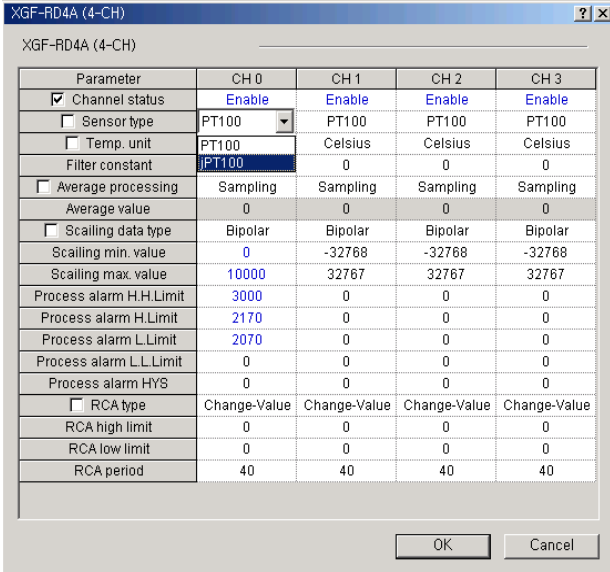 XGF-RD4A (4-CH)
XGF-RD4A (4-CH)
Parameter CH 0 CH 1 CH 2 CH 3
Channel status Enable Enable Enable Enable
Sensor type PT100 PT100 PT100 PT100
Temp. unit PT100 Celsius Celsius Celsius
Filter constant jPT100 0 0 0
Average processing Sampling Sampling Sampling Sampling
Average value 0 0 0 0
Scailing data type Bipolar Bipolar Bipolar Bipolar
Scailing min. value 0 -32768 -32768 -32768
Scailing max. value 10000 32767 32767 32767
Process alarm H.H.Limit 3000 0 0 0
Process alarm H.Limit 2170 0 0 0
Process alarm L.Limit 2070 0 0 0
Process alarm L.L.Limit 0 0 0 0
Process alarm HYS 0 0 0 0
RCA type Change-Value Change-Value Change-Value Change-Value
RCA high limit 0 0 0 0
RCA low limit 0 0 0 0
RCA period 40 40 40 40
OK Cancel